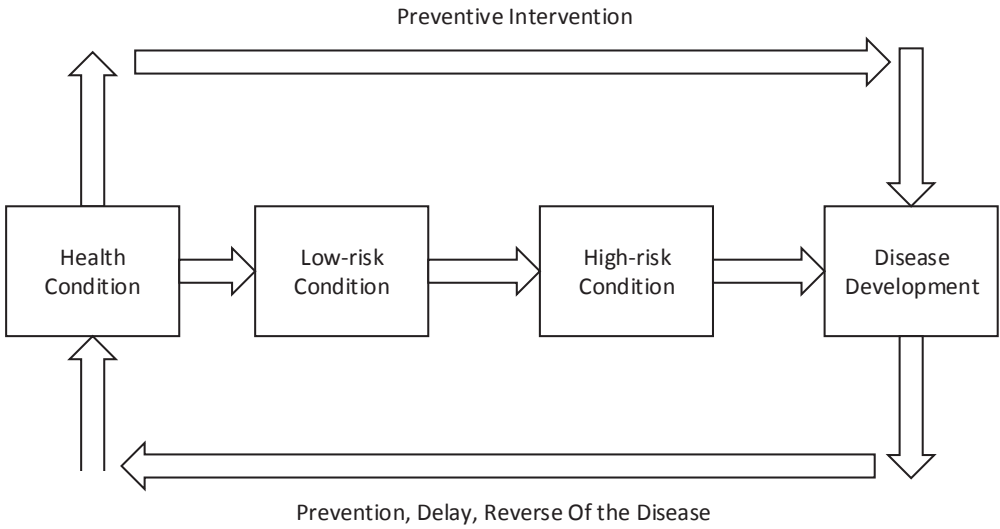 Preventive Intervention
Health
Condition
Low-risk
Condition
High-risk
Condition
Disease
Development
Prevention, Delay, Reverse Of the Disease